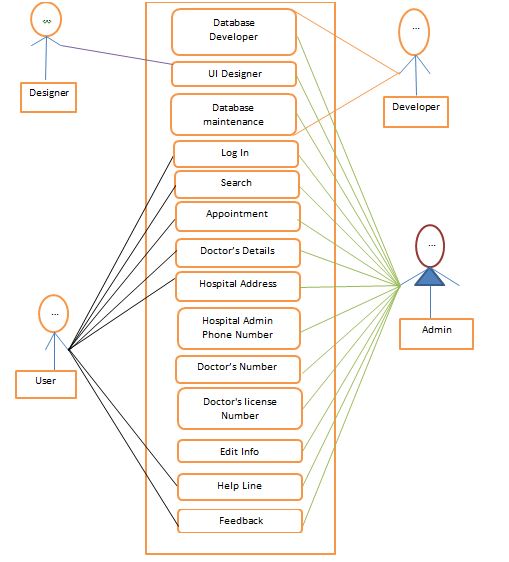 Database
Developer
Designer
UI Designer
Developer
Database
maintenance
Log In
Search
Appointment
Doctor's Details
Hospital Address
Hospital Admin
Phone Number
Admin
User
Doctor's Number
Doctor's license
Number
Edit Info
Help Line
Feedback